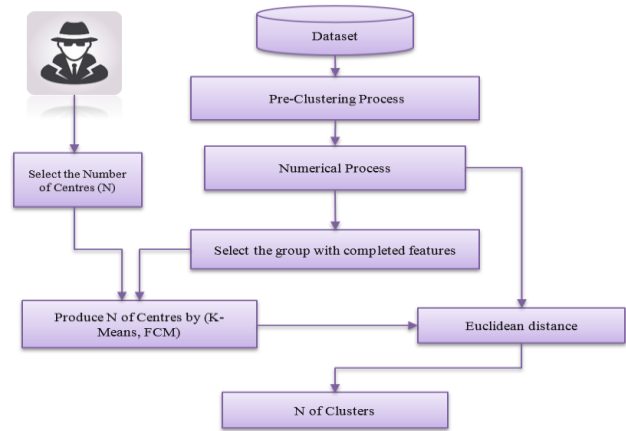 Dataset
Pre-Clustering Process
Select the Number
of Centres (N)
Numerical Process
Select the group with completed features
Produce N of Centres by (K-
Means, FCM)
Euclidean distance
N of Clusters